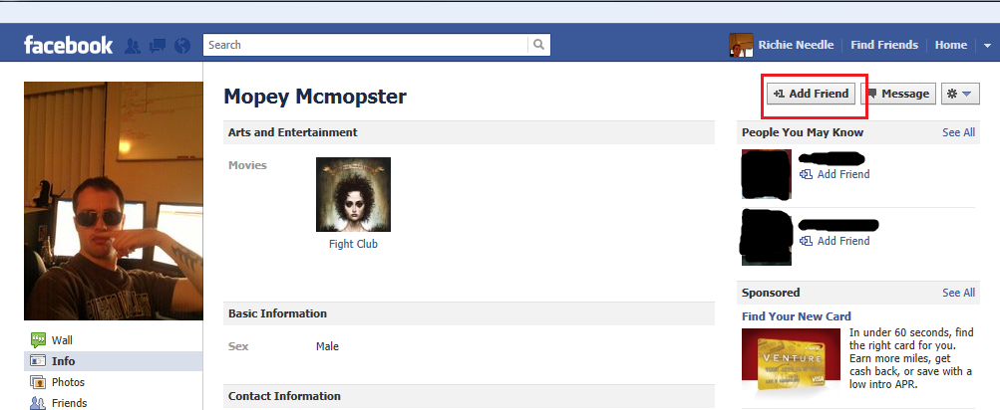 facebook
Search
Richie Needle
Find Friends
Home
Mopey Mcmopster
+1 Add Friend
Message
Arts and Entertainment
Movies
Fight Club
Basic Information
Sex
Male
Contact Information
Wall
Info
Photos
Friends
People You May Know
See All
Add Friend
Add Friend
Sponsored
See All
Find Your New Card
VENTURE
VISA
In under 60 seconds, find
the right card for you.
Earn more miles, get
cash back, or save with a
low intro APR.